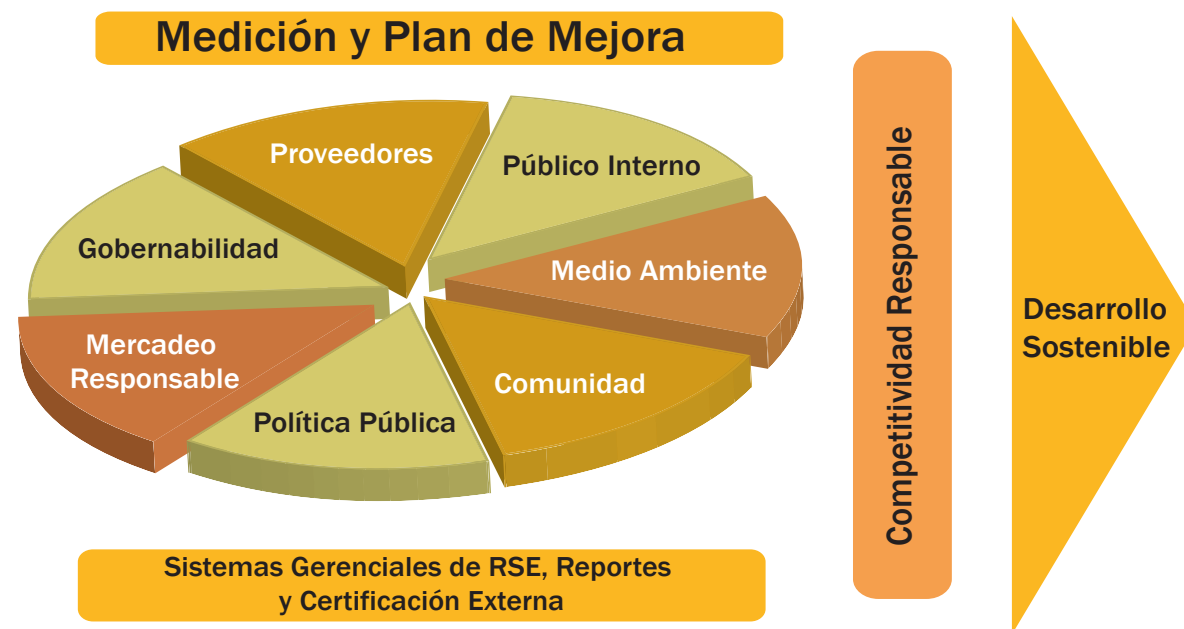 Medición y Plan de Mejora
Proveedores
Público Interno
Gobernabilidad
Medio Ambiente
Mercadeo
Responsable
Comunidad
Política Pública
Sistemas Gerenciales de RSE, Reportes
y Certificación Externa
Competitividad Responsable
Desarrollo
Sostenible